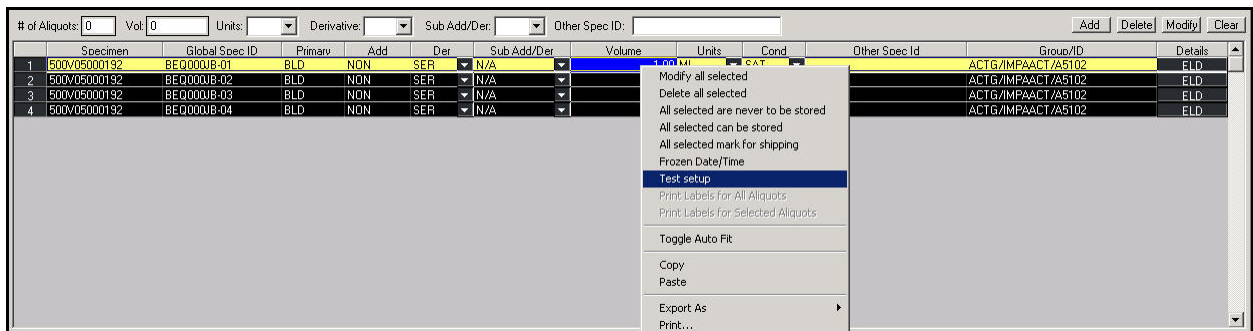 # of Aliquots: 0 Vol: 0 Units: Derivative: Sub Add/Der: Other Spec ID: Add Delete Modify Clear
Specimen Global Spec ID Primary Add Der Sub Add/Der Volume Units Cond Other Spec Id Group/ID Details
1 500V05000192 BEQ000JB-01 BLD NON SER N/A 1.00 ML SAT ACTG/IMPAACT/A5102 ELD
2 500V05000192 BEQ000JB-02 BLD NON SER N/A ACTG/IMPAACT/A5102 ELD
3 500V05000192 BEQ000JB-03 BLD NON SER N/A ACTG/IMPAACT/A5102 ELD
4 500V05000192 BEQ000JB-04 BLD NON SER N/A ACTG/IMPAACT/A5102 ELD
Modify all selected
Delete all selected
All selected are never to be stored
All selected can be stored
All selected mark for shipping
Frozen Date/Time
Test setup
Print Labels for All Aliquots
Print Labels for Selected Aliquots
Toggle Auto Fit
Copy
Paste
Export As
Print...